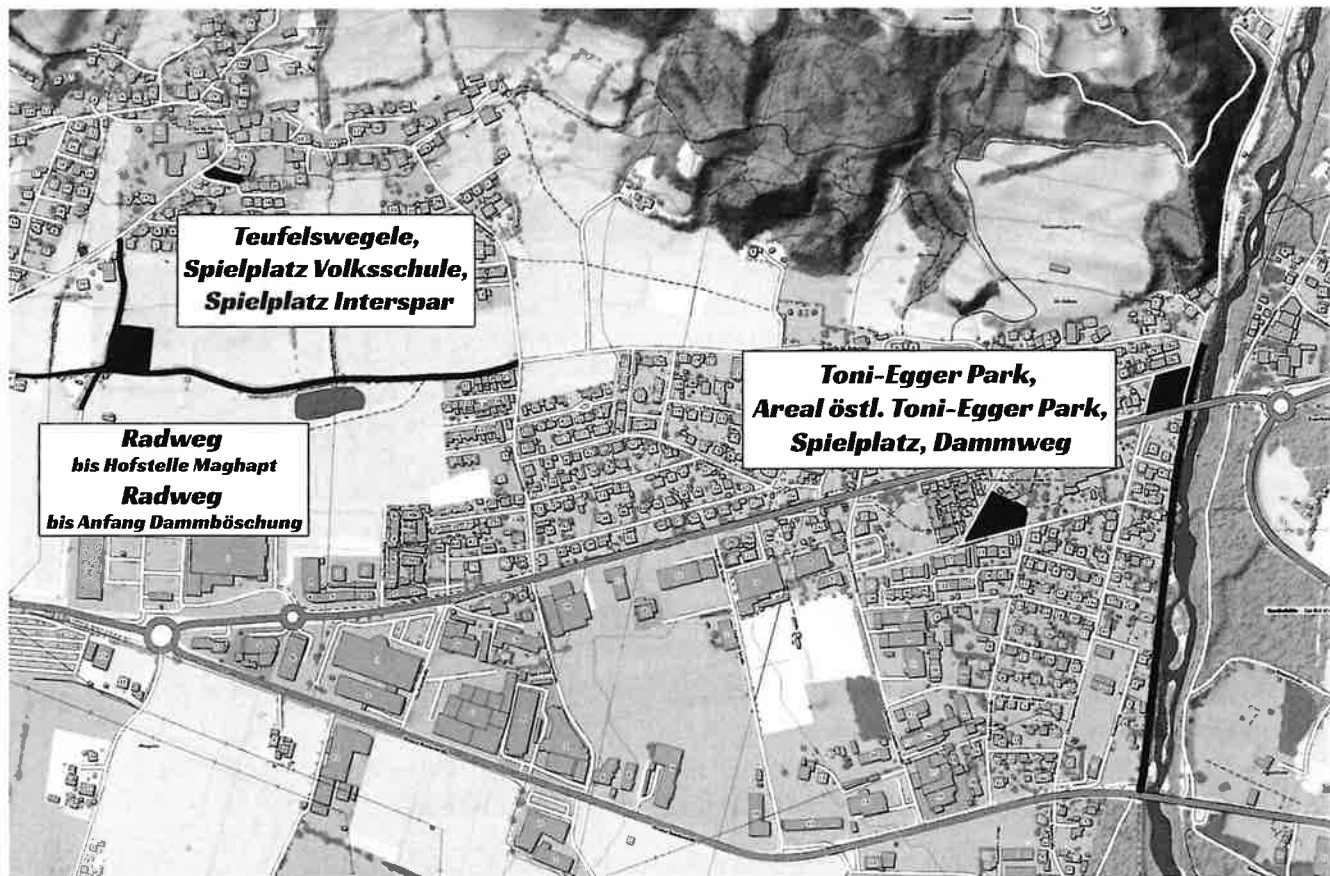 Teufelswegele,
Spielplatz Volksschule,
Spielplatz Interspar
Toni-Egger Park,
Areal östl. Toni-Egger Park,
Spielplatz, Dammweg
Radweg
bis Hofstelle Maghapt
Radweg
bis Anfang Dammböschung